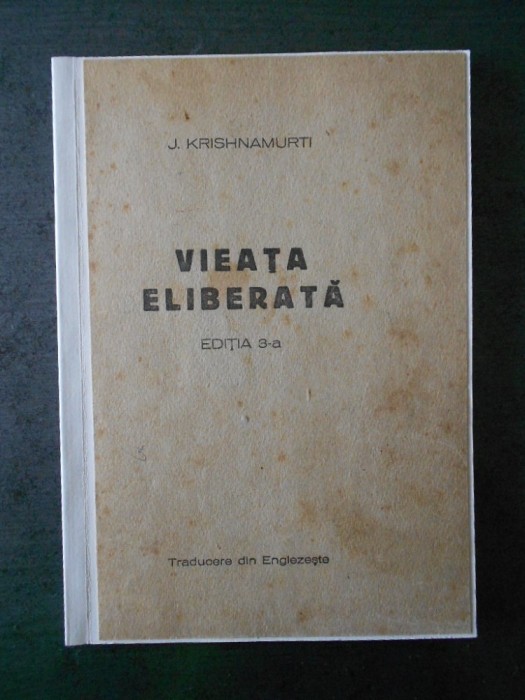 J. KRISHNAMURTI
VIEAȚA
ELIBERATĂ
EDIȚIA 3-a
Traducere din Englezește